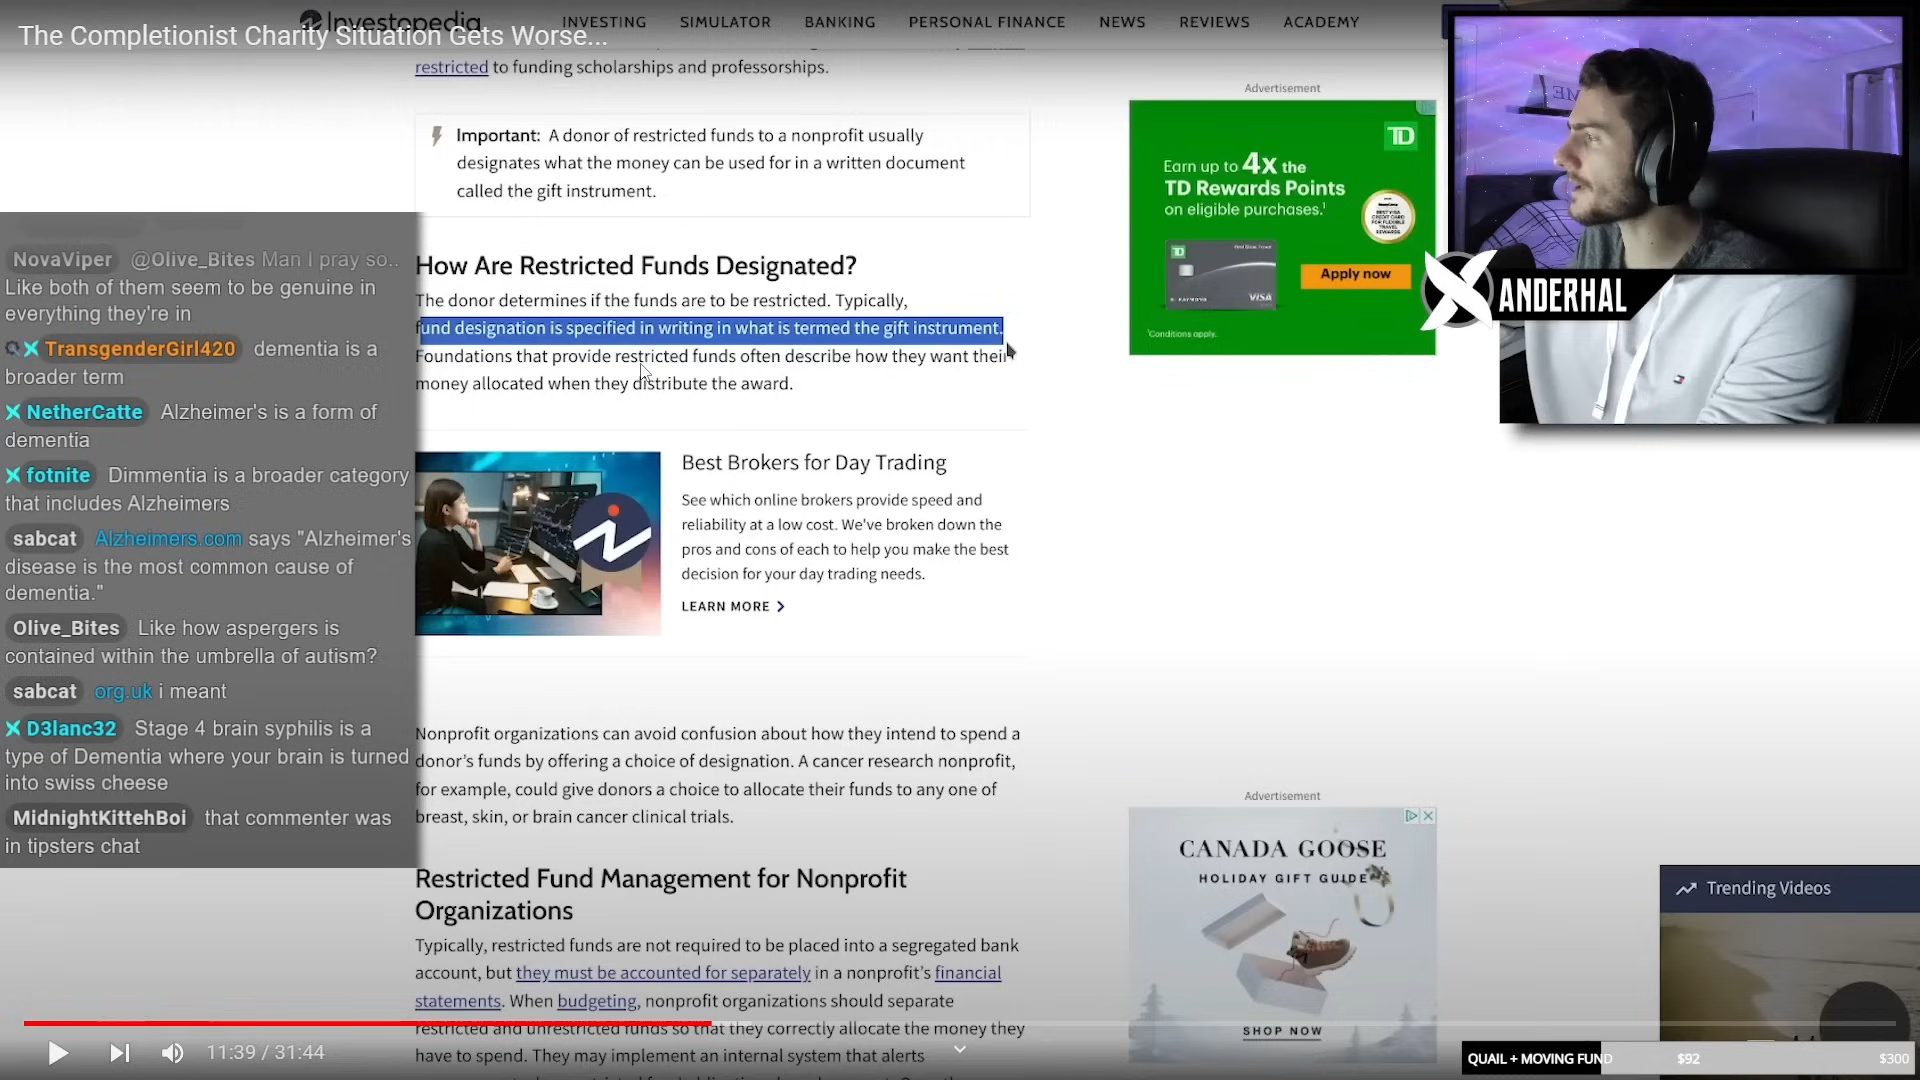 Investopedia
INVESTING SIMULATOR BANKING PERSONAL FINANCE NEWS REVIEWS ACADEMY
The Completionist Charity Situation Gets Worse...
restricted to funding scholarships and professorships.
Important: A donor of restricted funds to a nonprofit usually
designates what the money can be used for in a written document
called the gift instrument.
How Are Restricted Funds Designated?
The donor determines if the funds are to be restricted. Typically,
fund designation is specified in writing in what is termed the gift instrument.
Foundations that provide restricted funds often describe how they want their
money allocated when they distribute the award.
Best Brokers for Day Trading
See which online brokers provide speed and
reliability at a low cost. We've broken down the
pros and cons of each to help you make the best
decision for your day trading needs.
LEARN MORE
Nonprofit organizations can avoid confusion about how they intend to spend a
donor's funds by offering a choice of designation. A cancer research nonprofit,
for example, could give donors a choice to allocate their funds to any one of
breast, skin, or brain cancer clinical trials.
Restricted Fund Management for Nonprofit
Organizations
Typically, restricted funds are not required to be placed into a segregated bank
account, but they must be accounted for separately in a nonprofit's financial
statements. When budgeting, nonprofit organizations should separate
restricted and unrestricted funds so that they correctly allocate the money they
have to spend. They may implement an internal system that alerts
NovaViper @Olive_Bites Man I pray so..
Like both of them seem to be genuine in
everything they're in
TransgenderGirl420 dementia is a
broader term
NetherCatte Alzheimer's is a form of
dementia
fotnite Dimmentia is a broader category
that includes Alzheimers
sabcat Alzheimers.com says "Alzheimer's
disease is the most common cause of
dementia."
Olive_Bites Like how aspergers is
contained within the umbrella of autism?
sabcat org.uk i meant
D3lanc32 Stage 4 brain syphilis is a
type of Dementia where your brain is turned
into swiss cheese
MidnightKittehBoi that commenter was
in tipsters chat
Advertisement
TD
Earn up to 4x the
TD Rewards Points
on eligible purchases.¹
TD
VISA
Apply now
¹Conditions apply.
XANDERHAL
Advertisement
CANADA GOOSE
HOLIDAY GIFT GUIDE
SHOP NOW
Trending Videos
11:39 / 31:44
QUAIL + MOVING FUND $92 $300